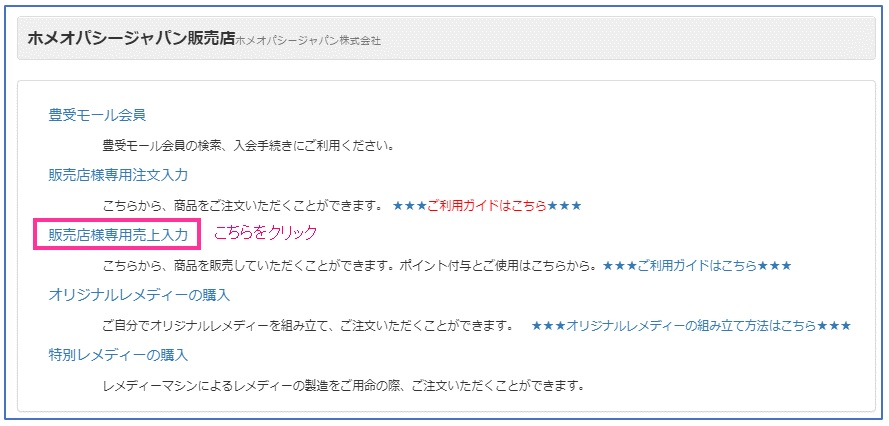 ホメオパシージャパン販売店ホメオパシージャパン株式会社
豊受モール会員
豊受モール会員の検索、入会手続きにご利用ください。
販売店様専用注文入力
こちらから、商品をご注文いただくことができます。 ★★★ご利用ガイドはこちら★★★
販売店様専用売上入力 こちらをクリック
こちらから、商品を販売していただくことができます。ポイント付与とご使用はこちらから。★★★ご利用ガイドはこちら★★★
オリジナルレメディーの購入
ご自分でオリジナルレメディーを組み立て、ご注文いただくことができます。 ★★★オリジナルレメディーの組み立て方法はこちら★★★
特別レメディーの購入
レメディーマシンによるレメディーの製造をご用命の際、ご注文いただくことができます。